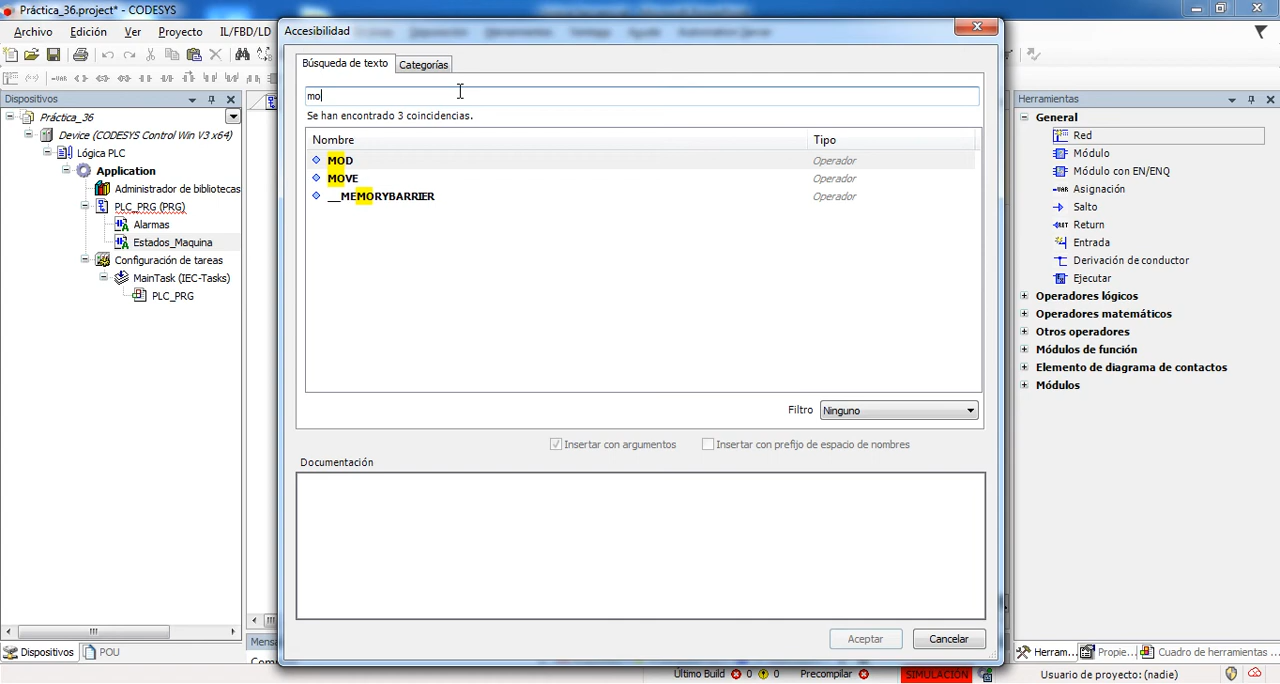 Práctica_36.project* - CODESYS
Archivo Edición Ver Proyecto IL/FBD/LD
Dispositivos
Práctica_36
Device (CODESYS Control Win V3 x64)
Lógica PLC
Application
Administrador de bibliotecas
PLC_PRG (PRG)
Alarmas
Estados_Maquina
Configuración de tareas
MainTask (IEC-Tasks)
PLC_PRG
Dispositivos POU
Accesibilidad
Búsqueda de texto Categorías
mo
Se han encontrado 3 coincidencias.
Nombre Tipo
MOD Operador
MOVE Operador
__MEMORYBARRIER Operador
Filtro Ninguno
Insertar con argumentos Insertar con prefijo de espacio de nombres
Documentación
Aceptar Cancelar
Mensa
Herramientas
General
Red
Módulo
Módulo con EN/ENQ
Asignación
Salto
Return
Entrada
Derivación de conductor
Ejecutar
Operadores lógicos
Operadores matemáticos
Otros operadores
Módulos de función
Elemento de diagrama de contactos
Módulos
Herram... Propie... Cuadro de herramientas ...
Último Build 0 0 Precompilar SIMULACIÓN Usuario de proyecto: (nadie)